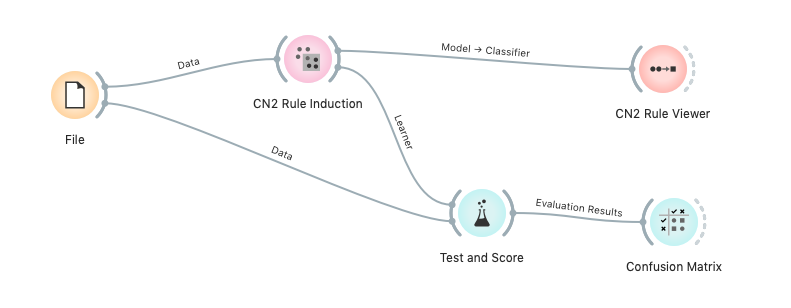 Data
Model → Classifier
CN2 Rule Induction
CN2 Rule Viewer
File
Learner
Data
Evaluation Results
Test and Score
Confusion Matrix